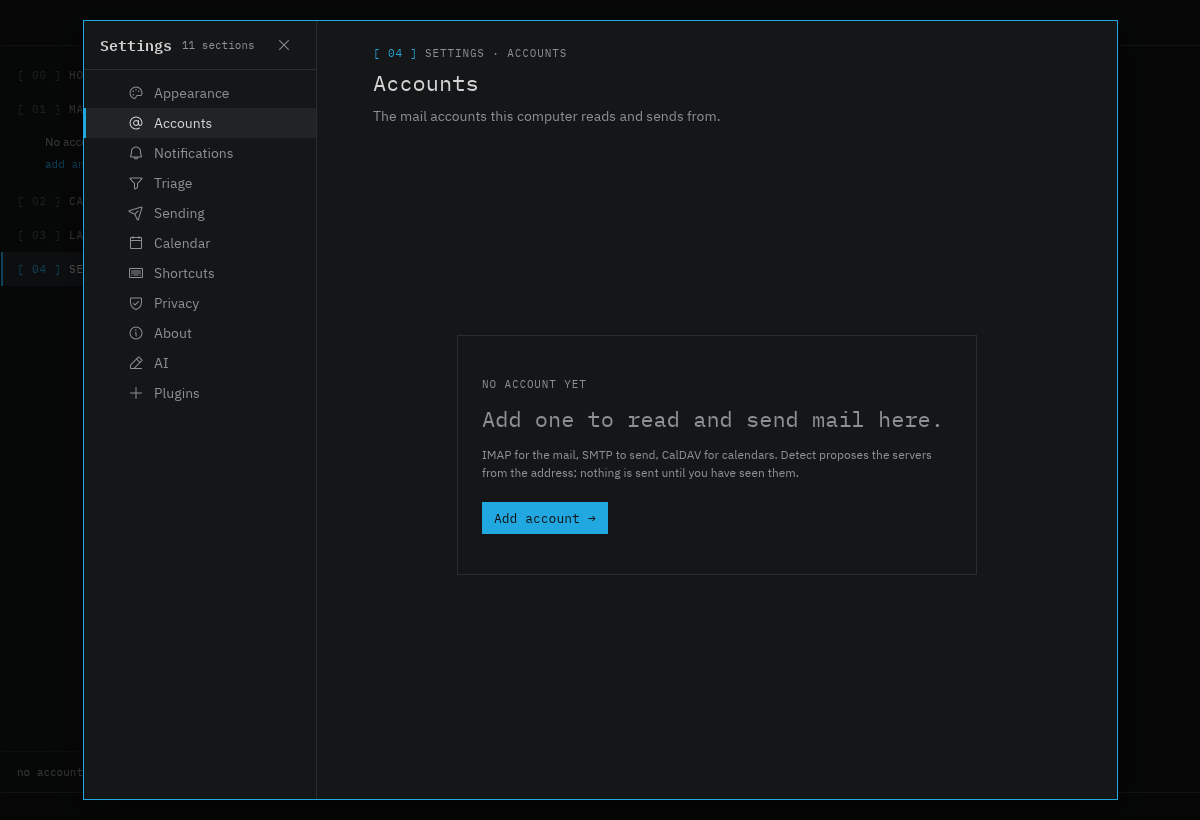 Settings 11 sections
Appearance
Accounts
Notifications
Triage
Sending
Calendar
Shortcuts
Privacy
About
AI
Plugins
[ 04 ] SETTINGS · ACCOUNTS
Accounts
The mail accounts this computer reads and sends from.
NO ACCOUNT YET
Add one to read and send mail here.
IMAP for the mail, SMTP to send, CalDAV for calendars. Detect proposes the servers
from the address; nothing is sent until you have seen them.
Add account →
[ 00 ] HO
[ 01 ] MA
No acco
add an
[ 02 ] CA
[ 03 ] LA
[ 04 ] SE
no account